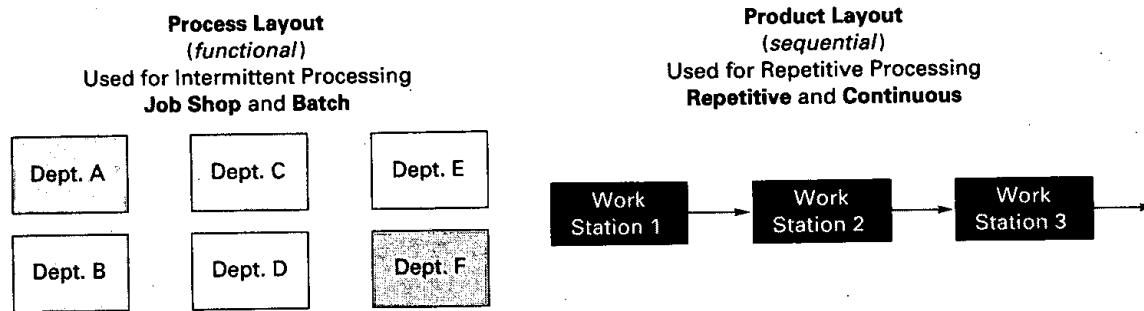 Process Layout
(functional)
Used for Intermittent Processing
Job Shop and Batch
Dept. A
Dept. C
Dept. E
Dept. B
Dept. D
Dept. F
Product Layout
(sequential)
Used for Repetitive Processing
Repetitive and Continuous
Work
Station 1
Work
Station 2
Work
Station 3